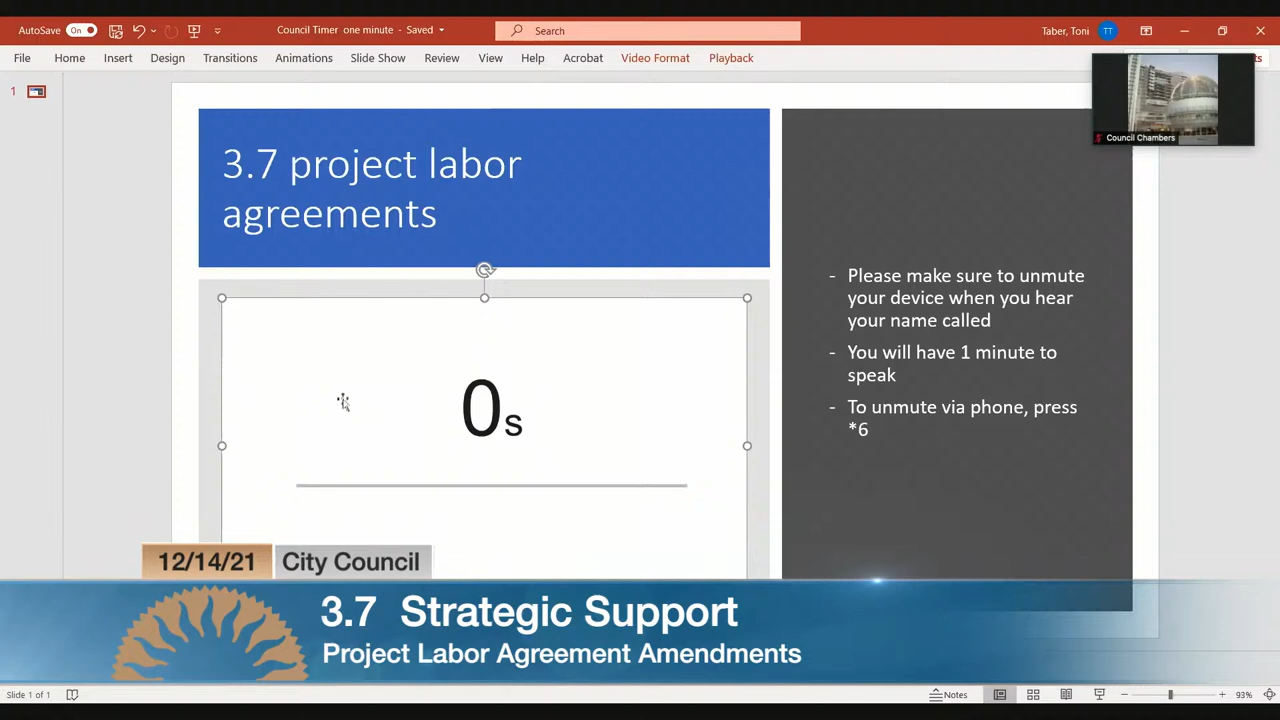 AutoSave On
Council Timer one minute - Saved
Search
Taber, Toni TT
File Home Insert Design Transitions Animations Slide Show Review View Help Acrobat Video Format Playback
1
Council Chambers
3.7 project labor
agreements
0s
- Please make sure to unmute
your device when you hear
your name called
- You will have 1 minute to
speak
- To unmute via phone, press
*6
12/14/21 City Council
3.7 Strategic Support
Project Labor Agreement Amendments
Slide 1 of 1
Notes
93%